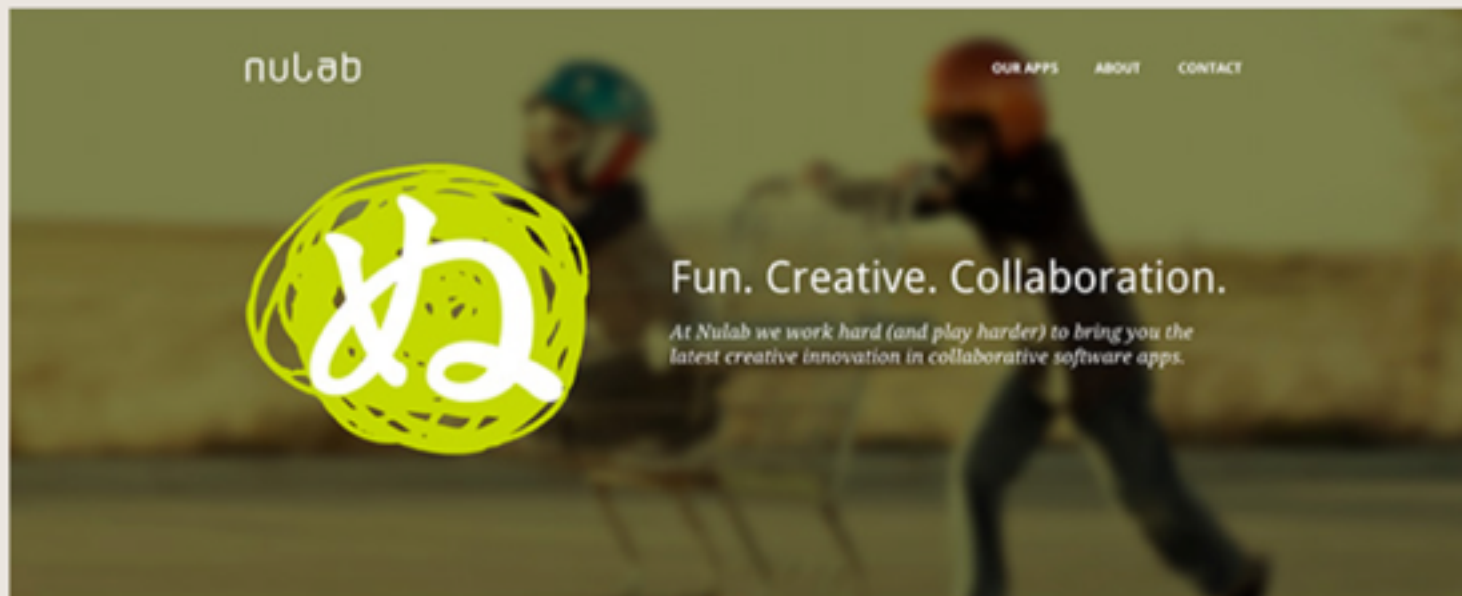 nulab
OUR APPS ABOUT CONTACT
ぬ
Fun. Creative. Collaboration.
At Nulab we work hard (and play harder) to bring you the
latest creative innovation in collaborative software apps.